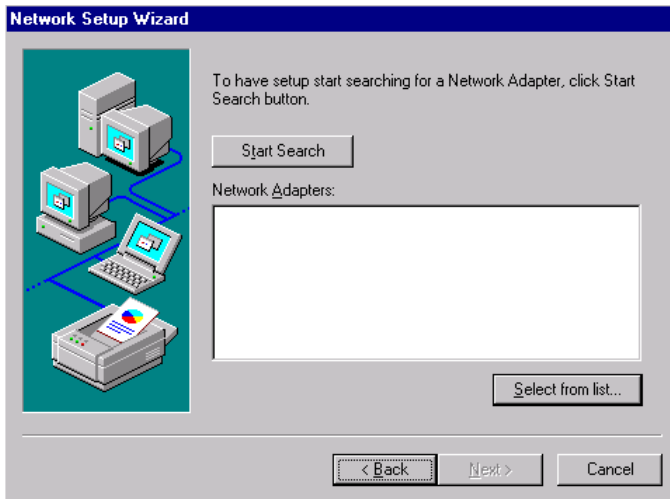 Network Setup Wizard
To have setup start searching for a Network Adapter, click Start
Search button.
Start Search
Network Adapters:
Select from list...
< Back
Next >
Cancel